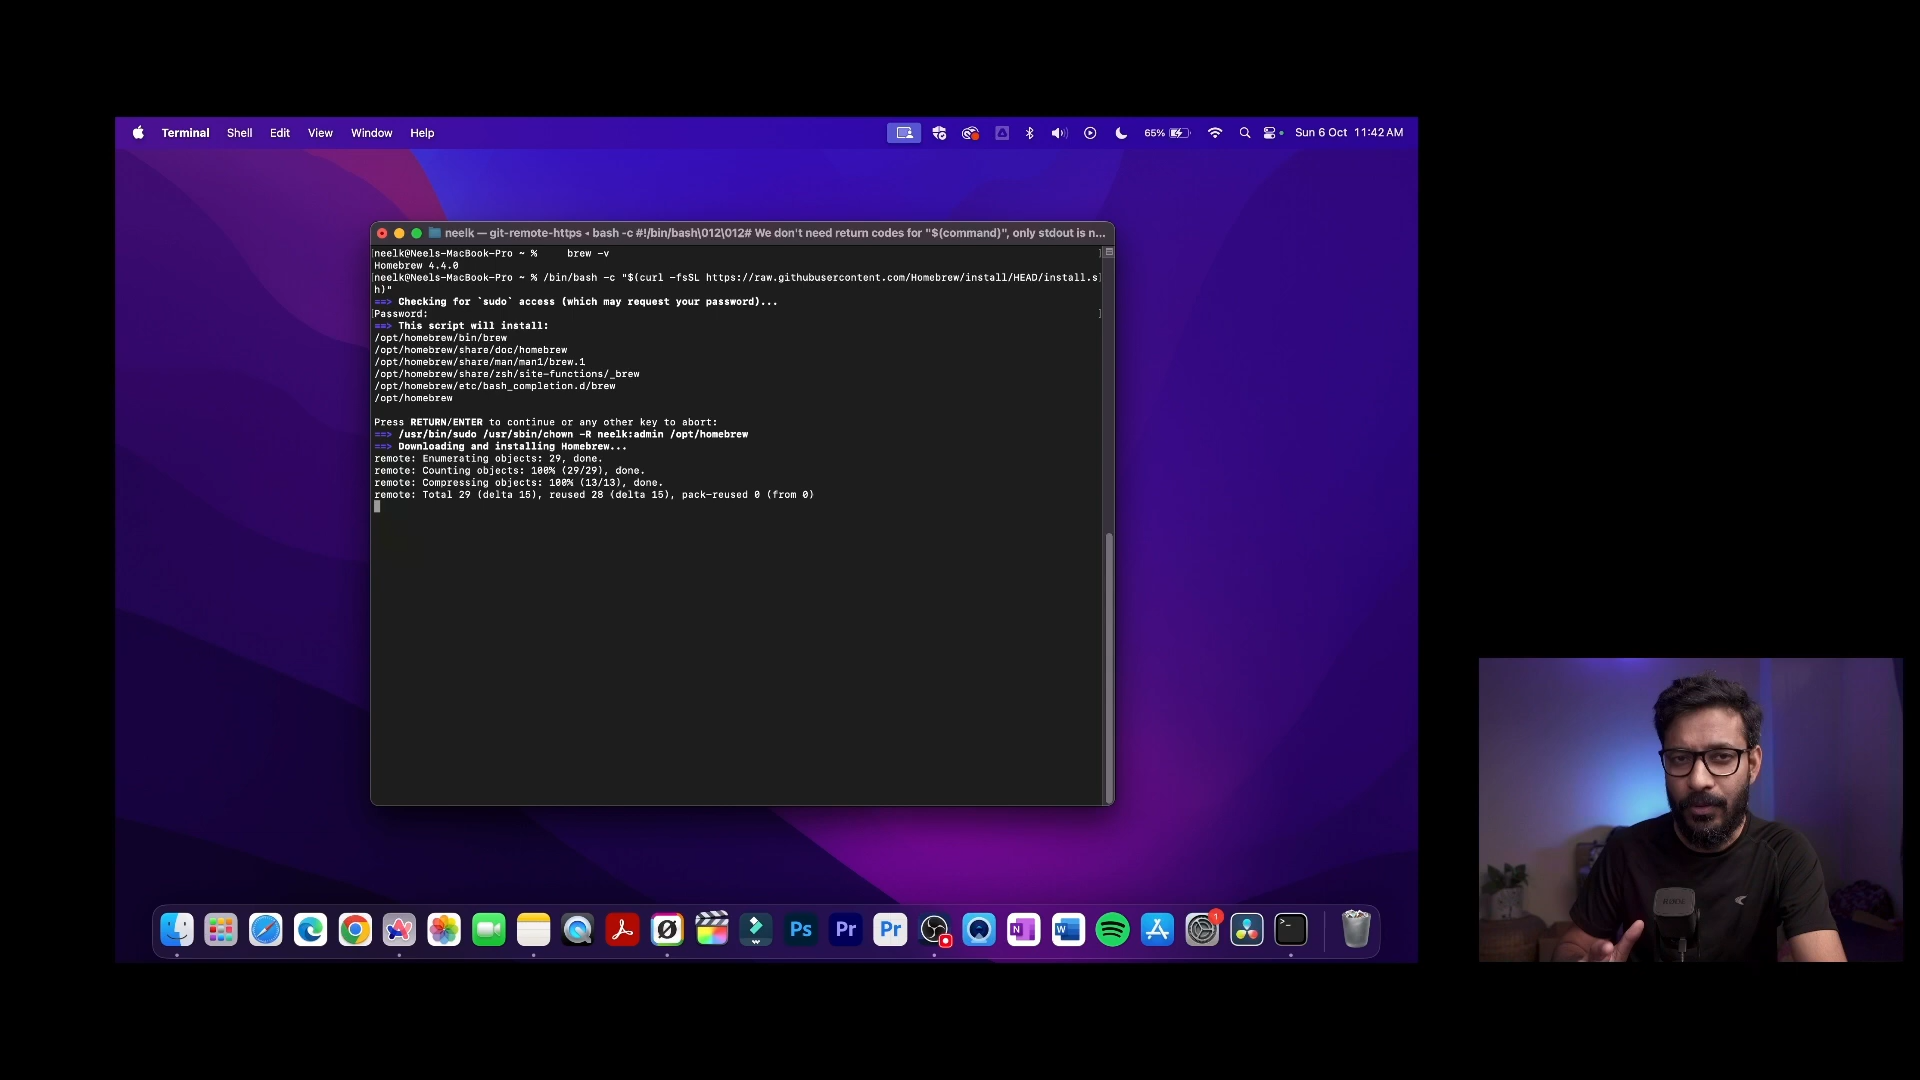 Terminal Shell Edit View Window Help 65% Sun 6 Oct 11:42 AM
neelk — git-remote-https ◂ bash -c #!/bin/bash\012\012# We don't need return codes for "$(command)", only stdout is n...
[neelk@Neels-MacBook-Pro ~ %     brew -v ]
Homebrew 4.4.0
[neelk@Neels-MacBook-Pro ~ % /bin/bash -c "$(curl -fsSL https://raw.githubusercontent.com/Homebrew/install/HEAD/install.s]
h)"
==> Checking for `sudo` access (which may request your password)...
[Password: ]
==> This script will install:
/opt/homebrew/bin/brew
/opt/homebrew/share/doc/homebrew
/opt/homebrew/share/man/man1/brew.1
/opt/homebrew/share/zsh/site-functions/_brew
/opt/homebrew/etc/bash_completion.d/brew
/opt/homebrew
Press RETURN/ENTER to continue or any other key to abort:
==> /usr/bin/sudo /usr/sbin/chown -R neelk:admin /opt/homebrew
==> Downloading and installing Homebrew...
remote: Enumerating objects: 29, done.
remote: Counting objects: 100% (29/29), done.
remote: Compressing objects: 100% (13/13), done.
remote: Total 29 (delta 15), reused 28 (delta 15), pack-reused 0 (from 0)
Ps Pr Pr N W 1 >_